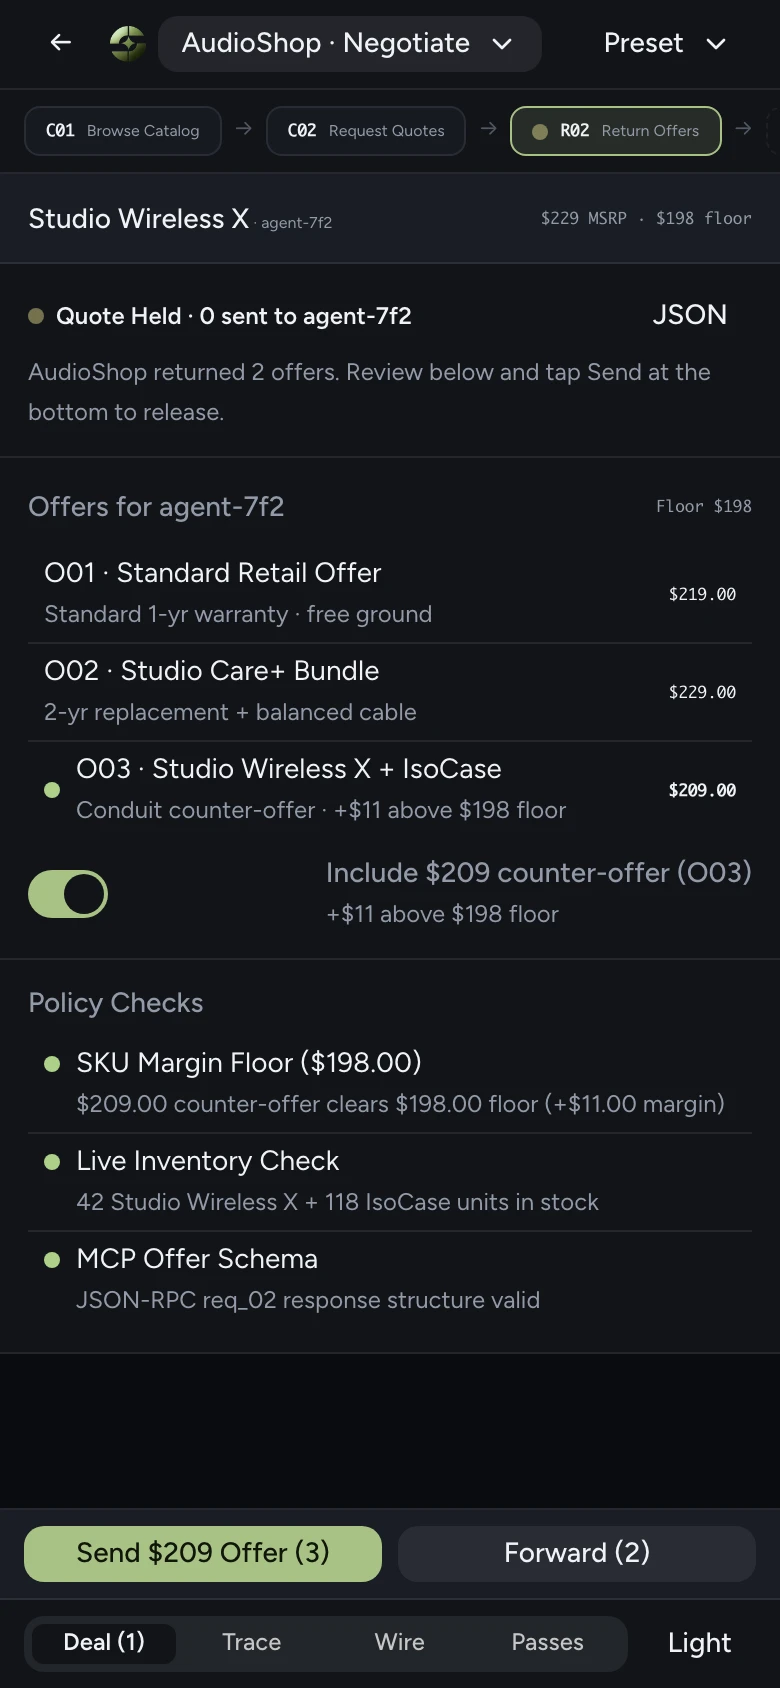 AudioShop · Negotiate
Preset
C01 Browse Catalog → C02 Request Quotes → R02 Return Offers →
Studio Wireless X · agent-7f2
$229 MSRP · $198 floor
Quote Held · 0 sent to agent-7f2
JSON
AudioShop returned 2 offers. Review below and tap Send at the
bottom to release.
Offers for agent-7f2
Floor $198
O01 · Standard Retail Offer
Standard 1-yr warranty · free ground
$219.00
O02 · Studio Care+ Bundle
2-yr replacement + balanced cable
$229.00
O03 · Studio Wireless X + IsoCase
Conduit counter-offer · +$11 above $198 floor
$209.00
Include $209 counter-offer (O03)
+$11 above $198 floor
Policy Checks
SKU Margin Floor ($198.00)
$209.00 counter-offer clears $198.00 floor (+$11.00 margin)
Live Inventory Check
42 Studio Wireless X + 118 IsoCase units in stock
MCP Offer Schema
JSON-RPC req_02 response structure valid
Send $209 Offer (3)
Forward (2)
Deal (1)
Trace
Wire
Passes
Light